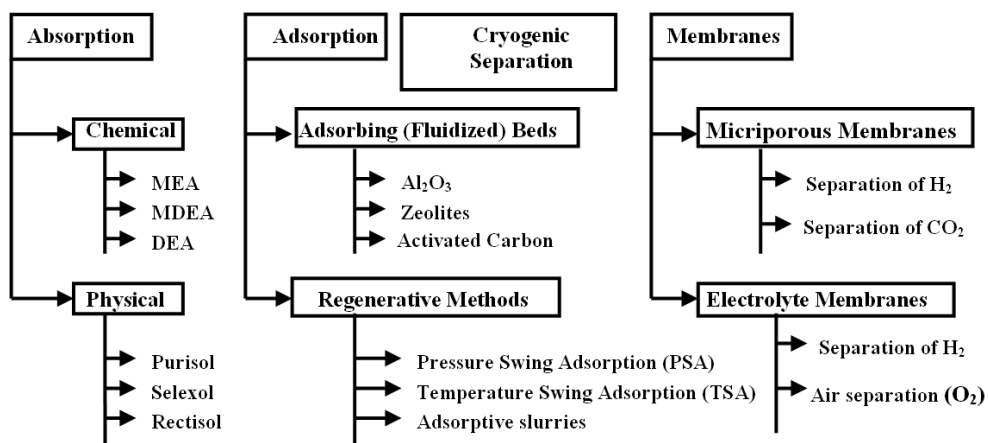 Absorption
Chemical
MEA
MDEA
DEA
Physical
Purisol
Selexol
Rectisol
Adsorption
Cryogenic
Separation
Adsorbing (Fluidized) Beds
Al₂O₃
Zeolites
Activated Carbon
Regenerative Methods
Pressure Swing Adsorption (PSA)
Temperature Swing Adsorption (TSA)
Adsorptive slurries
Membranes
Micriporous Membranes
Separation of H₂
Separation of CO₂
Electrolyte Membranes
Separation of H₂
Air separation (O₂)